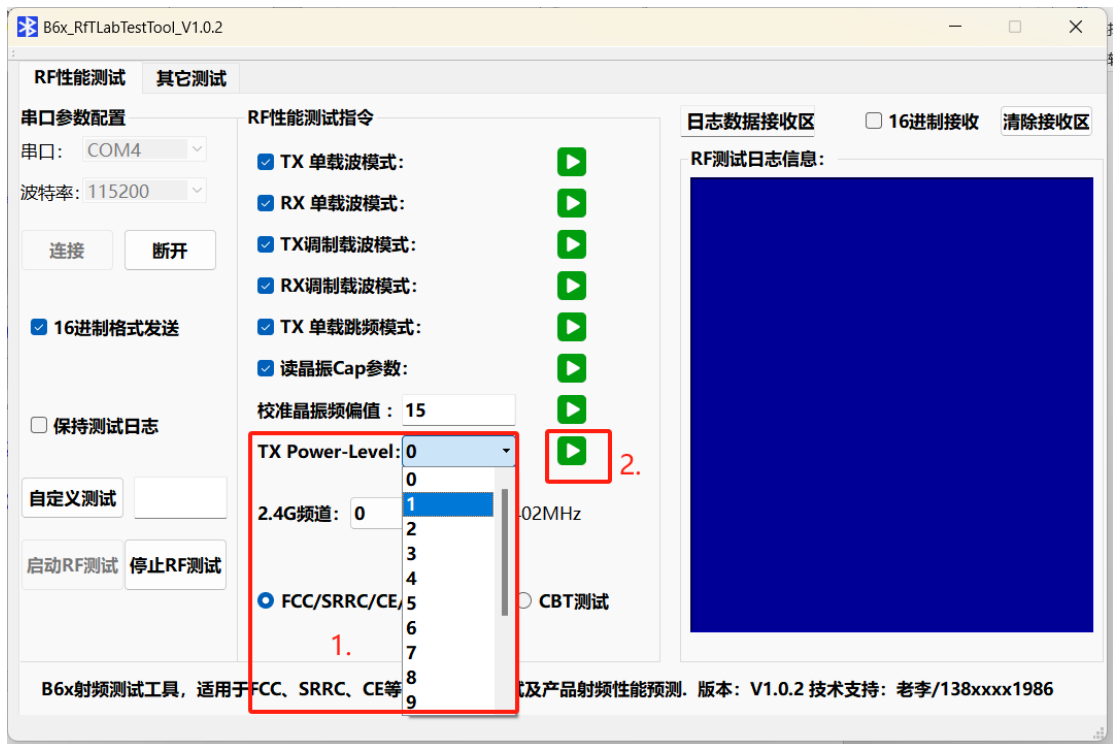 B6x_RfTLabTestTool_V1.0.2
RF性能测试 其它测试
串口参数配置
串口： COM4
波特率: 115200
连接 断开
16进制格式发送
保持测试日志
自定义测试
启动RF测试 停止RF测试
RF性能测试指令
TX 单载波模式:
RX 单载波模式:
TX调制载波模式:
RX调制载波模式:
TX 单载跳频模式:
读晶振Cap参数:
校准晶振频偏值 : 15
TX Power-Level: 0
0
1
2
3
4
5
6
7
8
9
2.4G频道: 0 02MHz
FCC/SRRC/CE/ CBT测试
1.
2.
日志数据接收区 16进制接收 清除接收区
RF测试日志信息:
B6x射频测试工具，适用于FCC、SRRC、CE等 及产品射频性能预测. 版本：V1.0.2 技术支持：老李/138xxxx1986